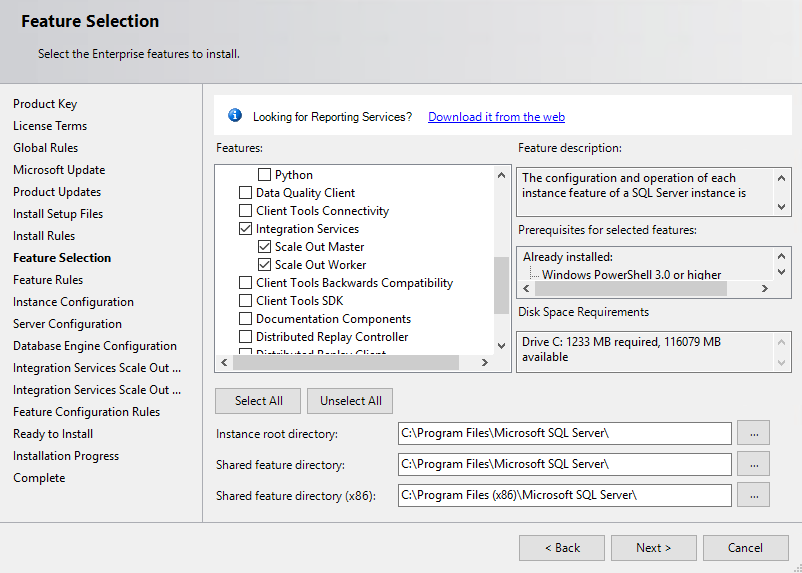 Feature Selection
Select the Enterprise features to install.
Product Key
License Terms
Global Rules
Microsoft Update
Product Updates
Install Setup Files
Install Rules
Feature Selection
Feature Rules
Instance Configuration
Server Configuration
Database Engine Configuration
Integration Services Scale Out ...
Integration Services Scale Out ...
Feature Configuration Rules
Ready to Install
Installation Progress
Complete
Looking for Reporting Services? Download it from the web
Features:
Python
Data Quality Client
Client Tools Connectivity
Integration Services
Scale Out Master
Scale Out Worker
Client Tools Backwards Compatibility
Client Tools SDK
Documentation Components
Distributed Replay Controller
Distributed Replay Client
Feature description:
The configuration and operation of each
instance feature of a SQL Server instance is
Prerequisites for selected features:
Already installed:
Windows PowerShell 3.0 or higher
Disk Space Requirements
Drive C: 1233 MB required, 116079 MB
available
Select All
Unselect All
Instance root directory: C:\Program Files\Microsoft SQL Server\ ...
Shared feature directory: C:\Program Files\Microsoft SQL Server\ ...
Shared feature directory (x86): C:\Program Files (x86)\Microsoft SQL Server\ ...
< Back
Next >
Cancel